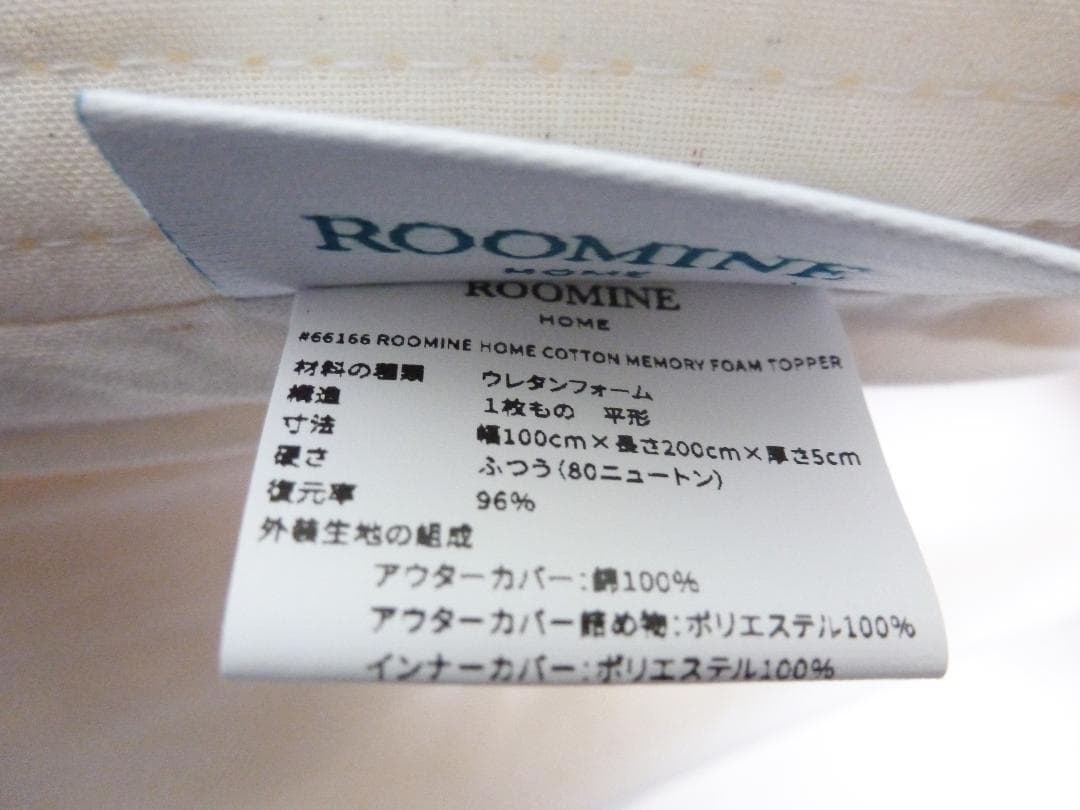 ROOMINE
HOME
ROOMINE
HOME
#66166 ROOMINE HOME COTTON MEMORY FOAM TOPPER
材料の種類 ウレタンフォーム
構造 1枚もの 平形
寸法 幅100cm×長さ200cm×厚さ5cm
硬さ ふつう(80ニュートン)
復元率 96%
外装生地の組成
アウターカバー:綿100%
アウターカバー詰め物:ポリエステル100%
インナーカバー:ポリエステル100%